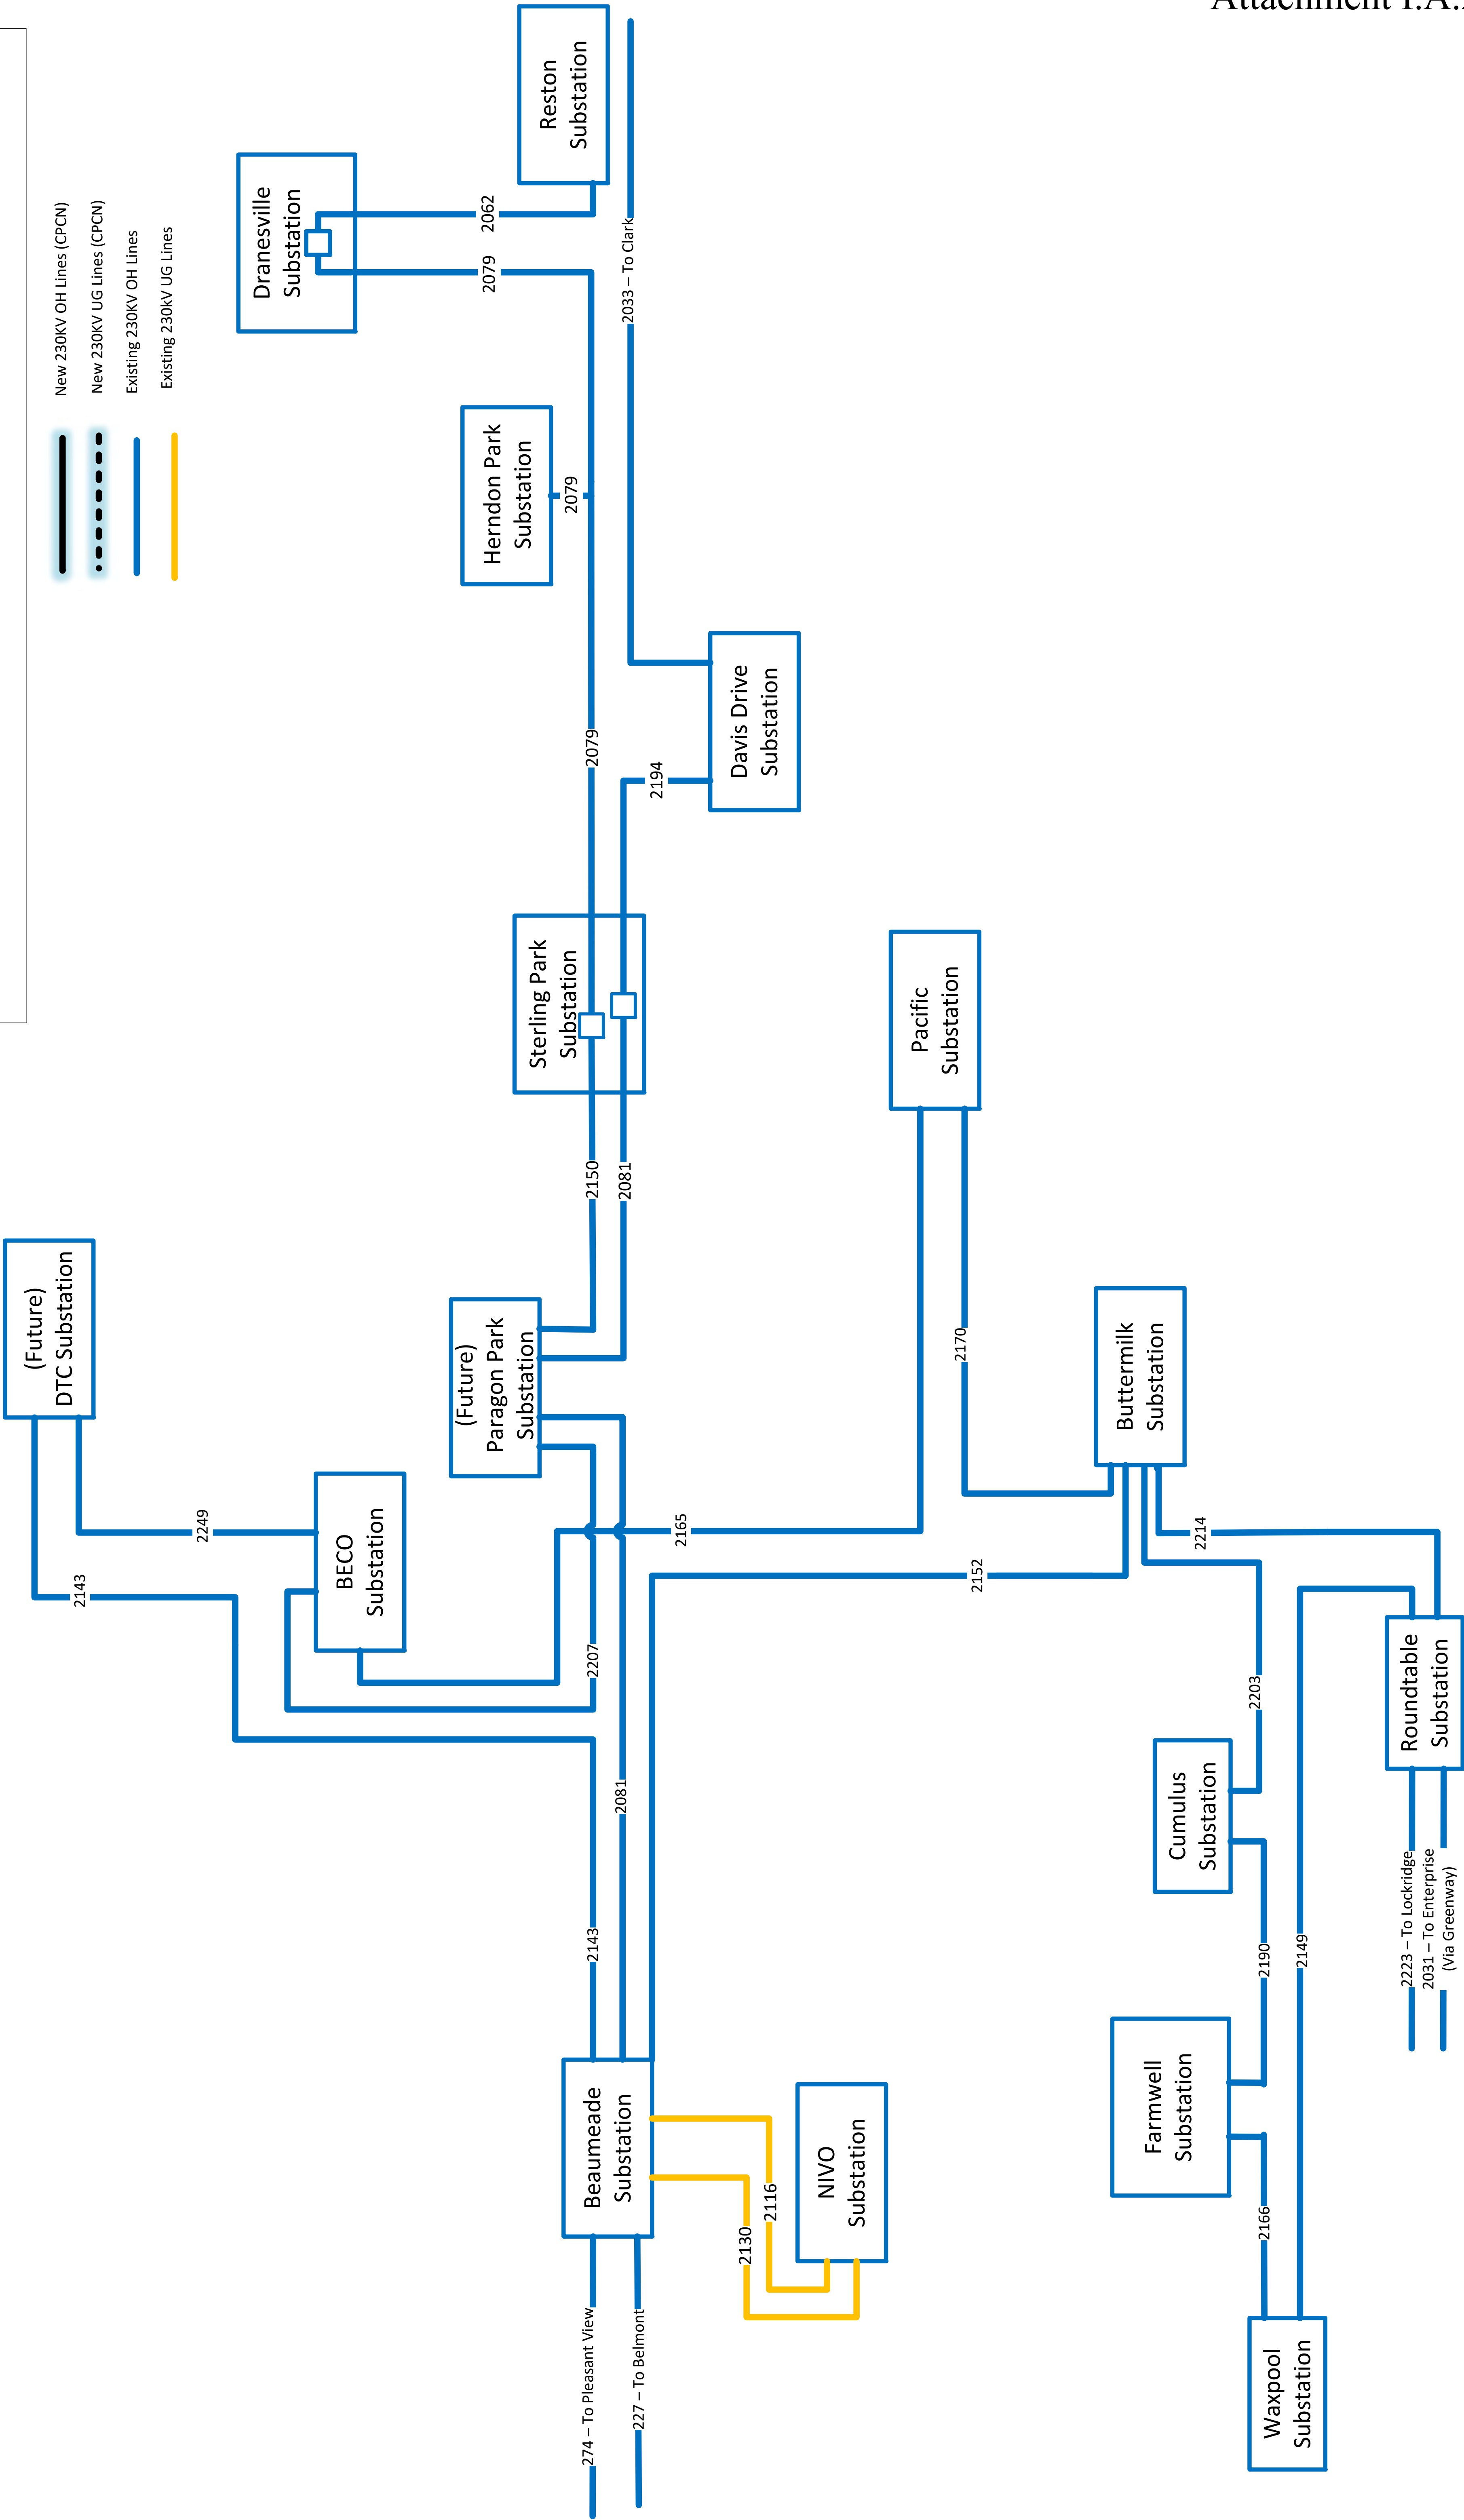 Attachment I.A.
New 230KV OH Lines (CPCN)
New 230KV UG Lines (CPCN)
Existing 230KV OH Lines
Existing 230kV UG Lines
Reston
Substation
Dranesville
Substation
2062
2079
2033 – To Clark
Herndon Park
Substation
2079
Davis Drive
Substation
2079
2194
Sterling Park
Substation
Pacific
Substation
2150
2081
(Future)
DTC Substation
(Future)
Paragon Park
Substation
2170
Buttermilk
Substation
2249
2143
BECO
Substation
2165
2152
2214
2207
2203
Roundtable
Substation
2081
Cumulus
Substation
2143
2190
2149
2223 – To Lockridge
2031 – To Enterprise
(Via Greenway)
Beaumeade
Substation
NIVO
Substation
2116
2130
Farmwell
Substation
2166
274 – To Pleasant View
227 – To Belmont
Waxpool
Substation